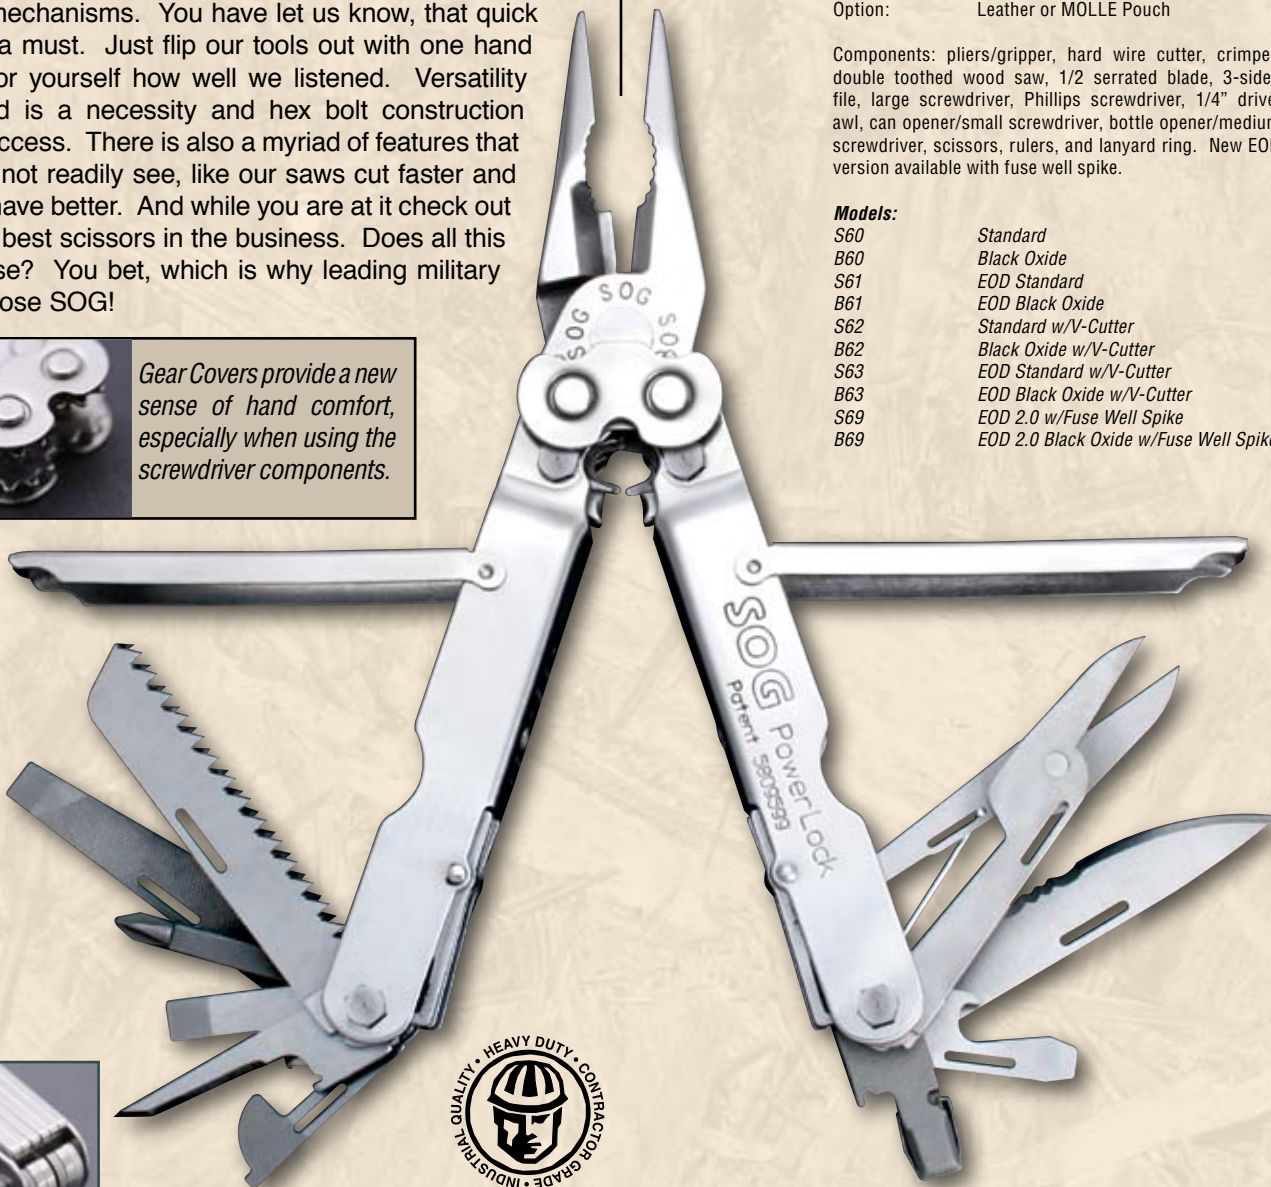 mechanisms. You have let us know, that quick
a must. Just flip our tools out with one hand
or yourself how well we listened. Versatility
is a necessity and hex bolt construction
There is also a myriad of features that
not readily see, like our saws cut faster and
have better. And while you are at it check out
best scissors in the business. Does all this
You bet, which is why leading military
SOG!
Gear Covers provide a new
sense of hand comfort,
especially when using the
screwdriver components.
Option: Leather or MOLLE Pouch
Components: pliers/gripper, hard wire cutter, crimper
double toothed wood saw, 1/2 serrated blade, 3-side
file, large screwdriver, Phillips screwdriver, 1/4” drive
awl, can opener/small screwdriver, bottle opener/medium
screwdriver, scissors, rulers, and lanyard ring. New EOD
version available with fuse well spike.
Models:
S60 Standard
B60 Black Oxide
S61 EOD Standard
B61 EOD Black Oxide
S62 Standard w/V-Cutter
B62 Black Oxide w/V-Cutter
S63 EOD Standard w/V-Cutter
B63 EOD Black Oxide w/V-Cutter
S69 EOD 2.0 w/Fuse Well Spike
B69 EOD 2.0 Black Oxide w/Fuse Well Spike
SOG SOG SOG
SOG PowerLock
Patent 5809599
HEAVY DUTY • CONTRACTOR GRADE • INDUSTRIAL QUALITY •